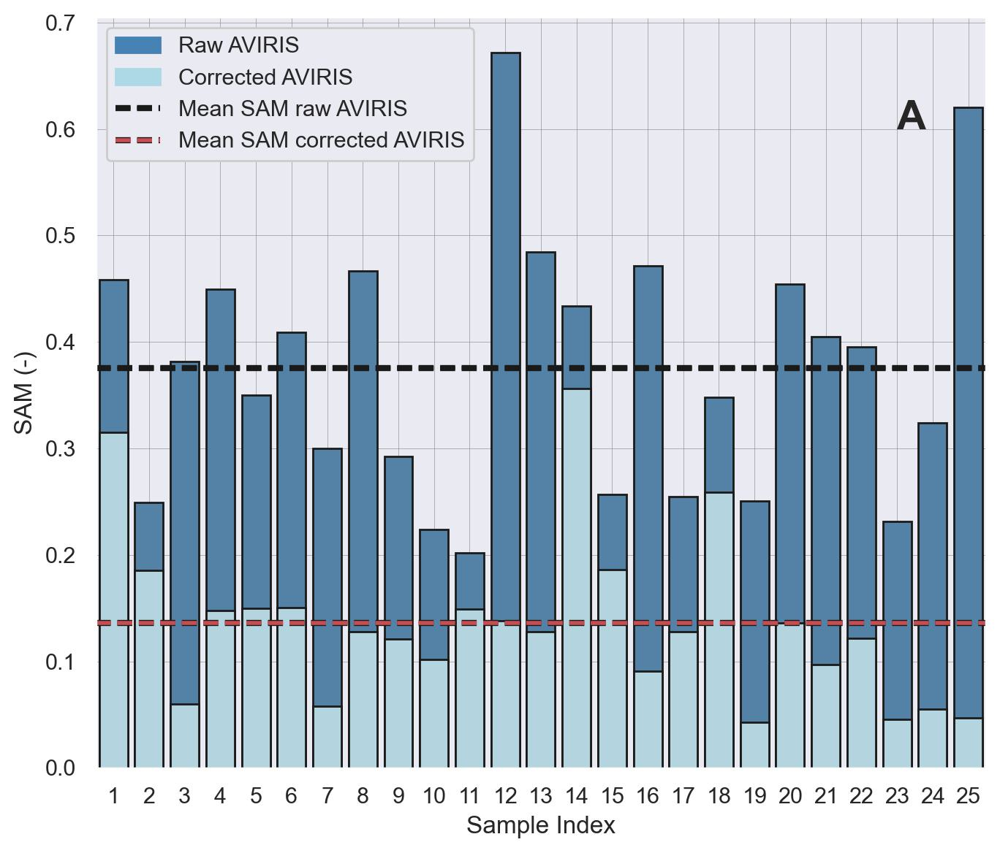 0.7
0.6
0.5
0.4
0.3
0.2
0.1
0.0
SAM (-)
Raw AVIRIS
Corrected AVIRIS
Mean SAM raw AVIRIS
Mean SAM corrected AVIRIS
A
1 2 3 4 5 6 7 8 9 10 11 12 13 14 15 16 17 18 19 20 21 22 23 24 25
Sample Index